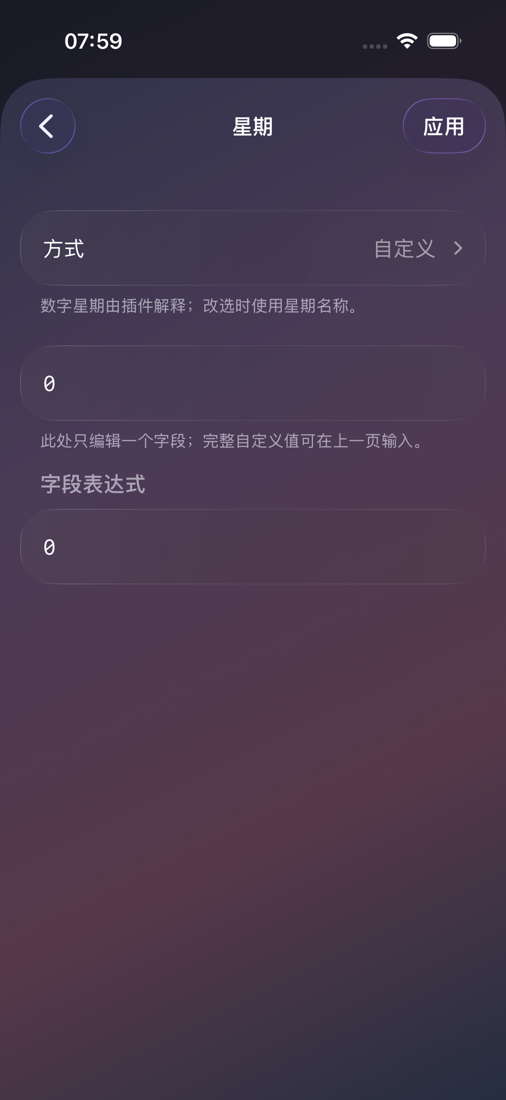 07:59
星期
应用
方式
自定义
数字星期由插件解释；改选时使用星期名称。
0
此处只编辑一个字段；完整自定义值可在上一页输入。
字段表达式
0